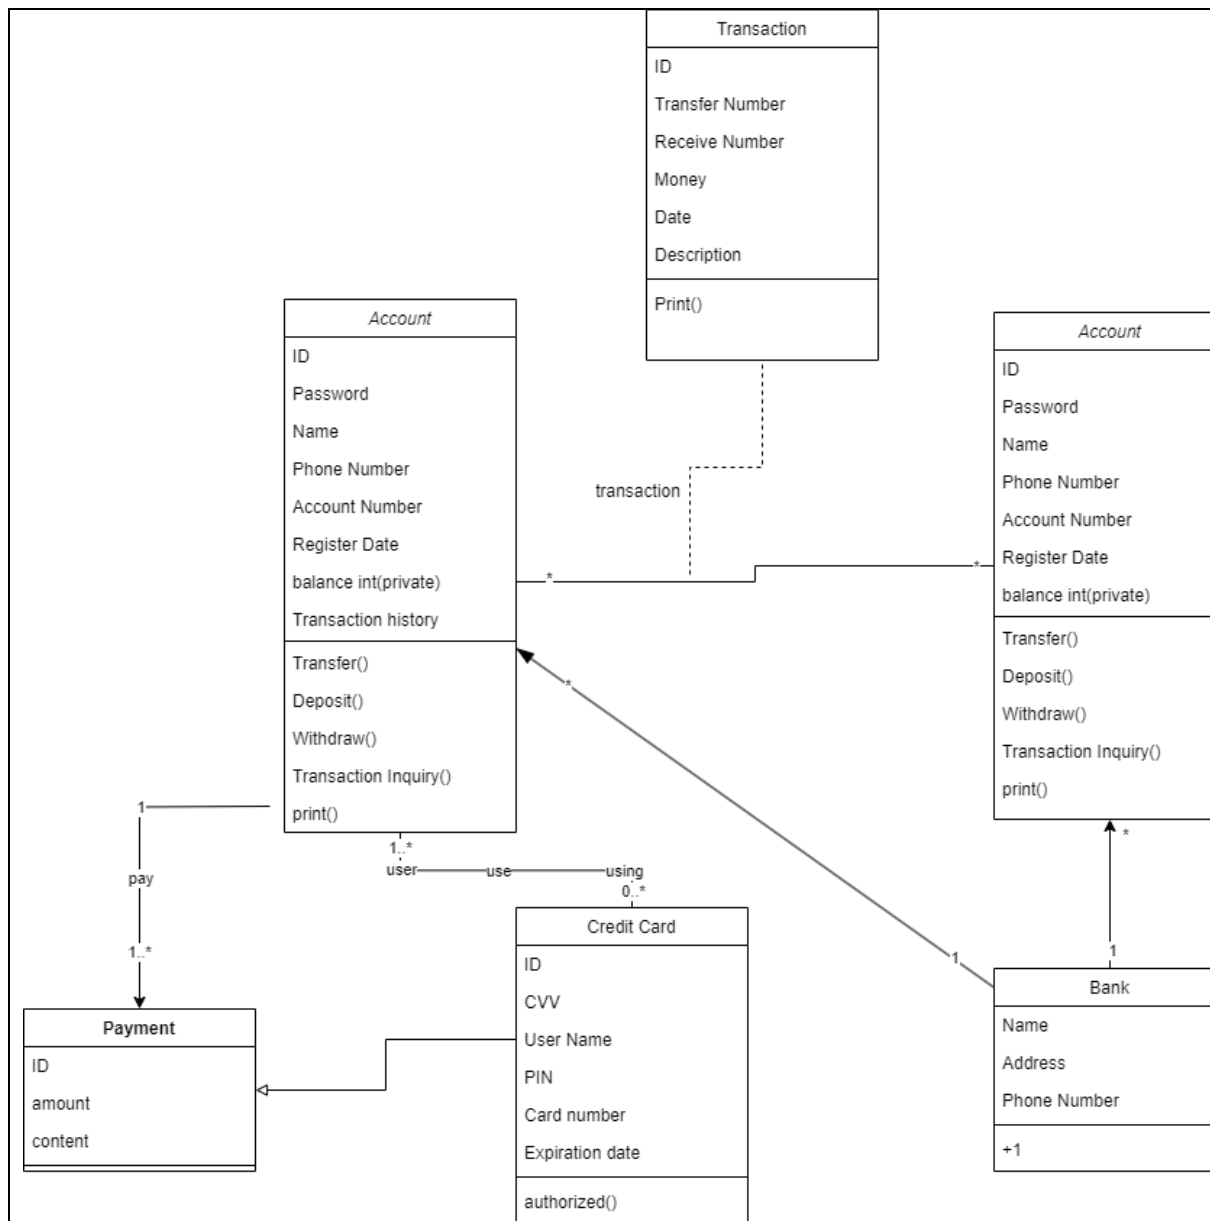 Transaction
ID
Transfer Number
Receive Number
Money
Date
Description
Print()
Account
ID
Password
Name
Phone Number
Account Number
Register Date
balance int(private)
Transaction history
Transfer()
Deposit()
Withdraw()
Transaction Inquiry()
print()
Account
ID
Password
Name
Phone Number
Account Number
Register Date
balance int(private)
Transfer()
Deposit()
Withdraw()
Transaction Inquiry()
print()
transaction
*
*
*
1
*
1
1
pay
1..*
1..*
user
use
using
0..*
Payment
ID
amount
content
Credit Card
ID
CVV
User Name
PIN
Card number
Expiration date
authorized()
Bank
Name
Address
Phone Number
+1